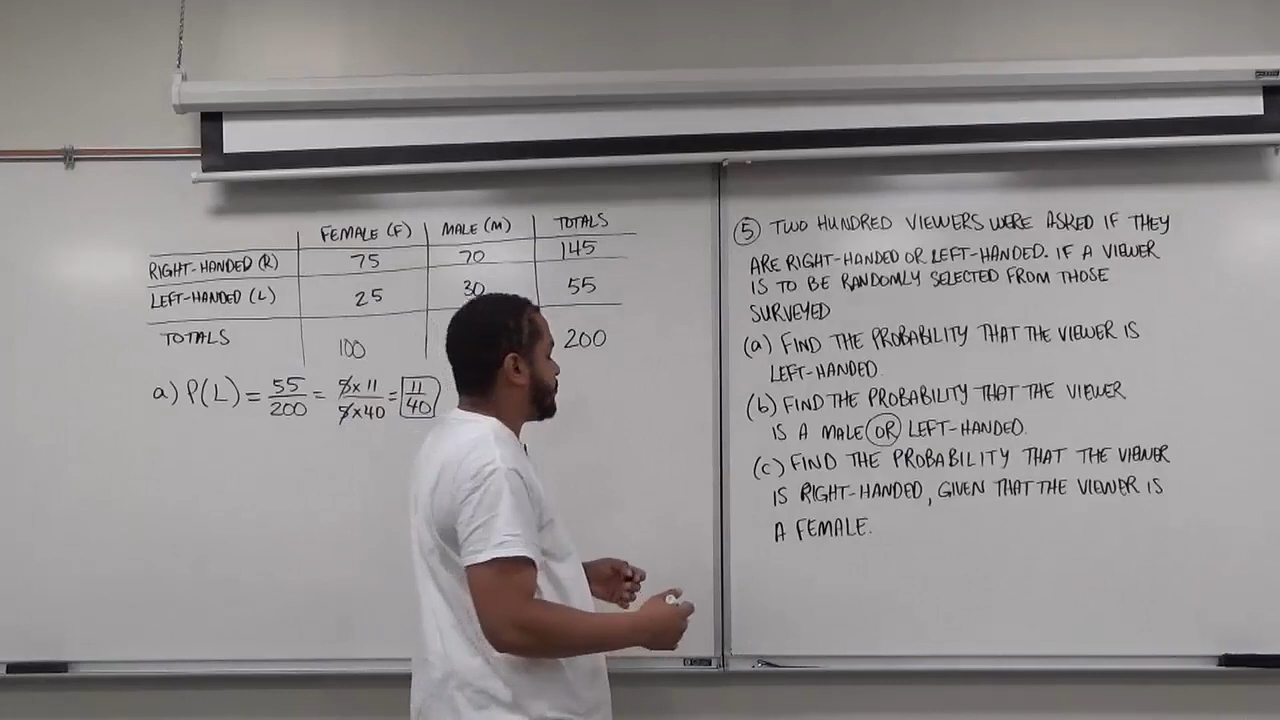 FEMALE (F) MALE (M) TOTALS
RIGHT-HANDED (R) 75 70 145
LEFT-HANDED (L) 25 30 55
TOTALS 100 200
a) P(L) = 55/200 = 5x11/5x40 = 11/40
5 TWO HUNDRED VIEWERS WERE ASKED IF THEY
ARE RIGHT-HANDED OR LEFT-HANDED. IF A VIEWER
IS TO BE RANDOMLY SELECTED FROM THOSE
SURVEYED
(a) FIND THE PROBABILITY THAT THE VIEWER IS
LEFT-HANDED.
(b) FIND THE PROBABILITY THAT THE VIEWER
IS A MALE OR LEFT-HANDED.
(c) FIND THE PROBABILITY THAT THE VIEWER
IS RIGHT-HANDED, GIVEN THAT THE VIEWER IS
A FEMALE.